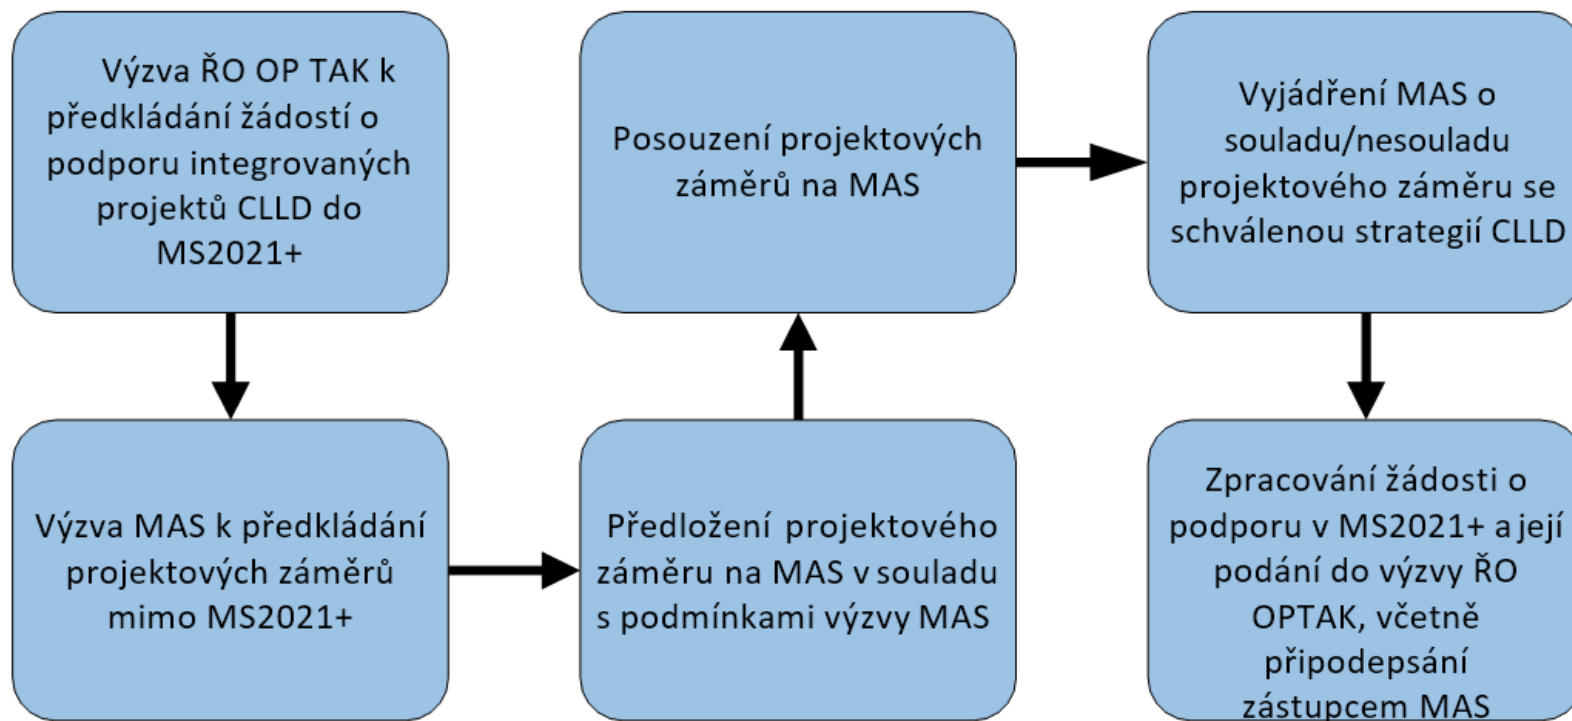 Výzva ŘO OP TAK k
předkládání žádostí o
podporu integrovaných
projektů CLLD do
MS2021+
Výzva MAS k předkládání
projektových záměrů
mimo MS2021+
Předložení projektového
záměru na MAS v souladu
s podmínkami výzvy MAS
Posouzení projektových
záměrů na MAS
Vyjádření MAS o
souladu/nesouladu
projektového záměru se
schválenou strategií CLLD
Zpracování žádosti o
podporu v MS2021+ a její
podání do výzvy ŘO
OPTAK, včetně
připodepsání
zástupcem MAS